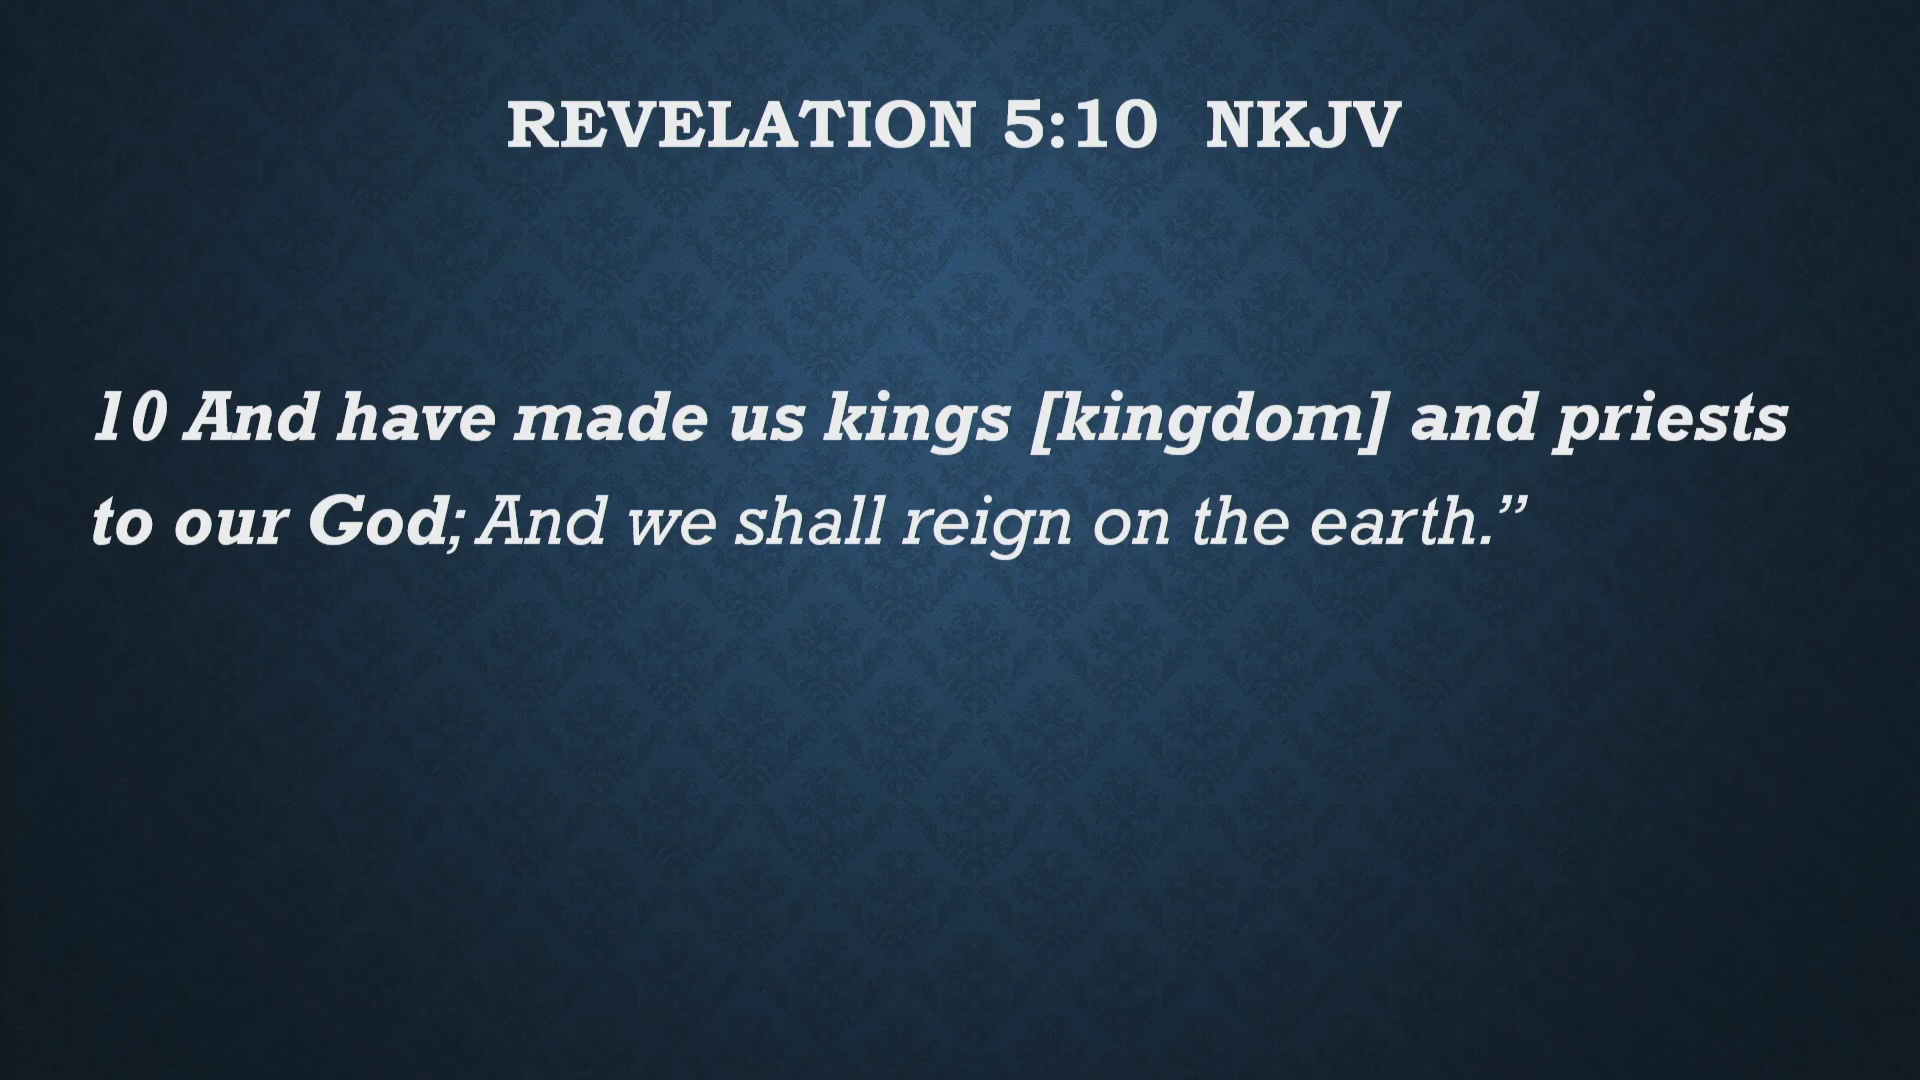 REVELATION 5:10 NKJV
10 And have made us kings [kingdom] and priests
to our God; And we shall reign on the earth.”